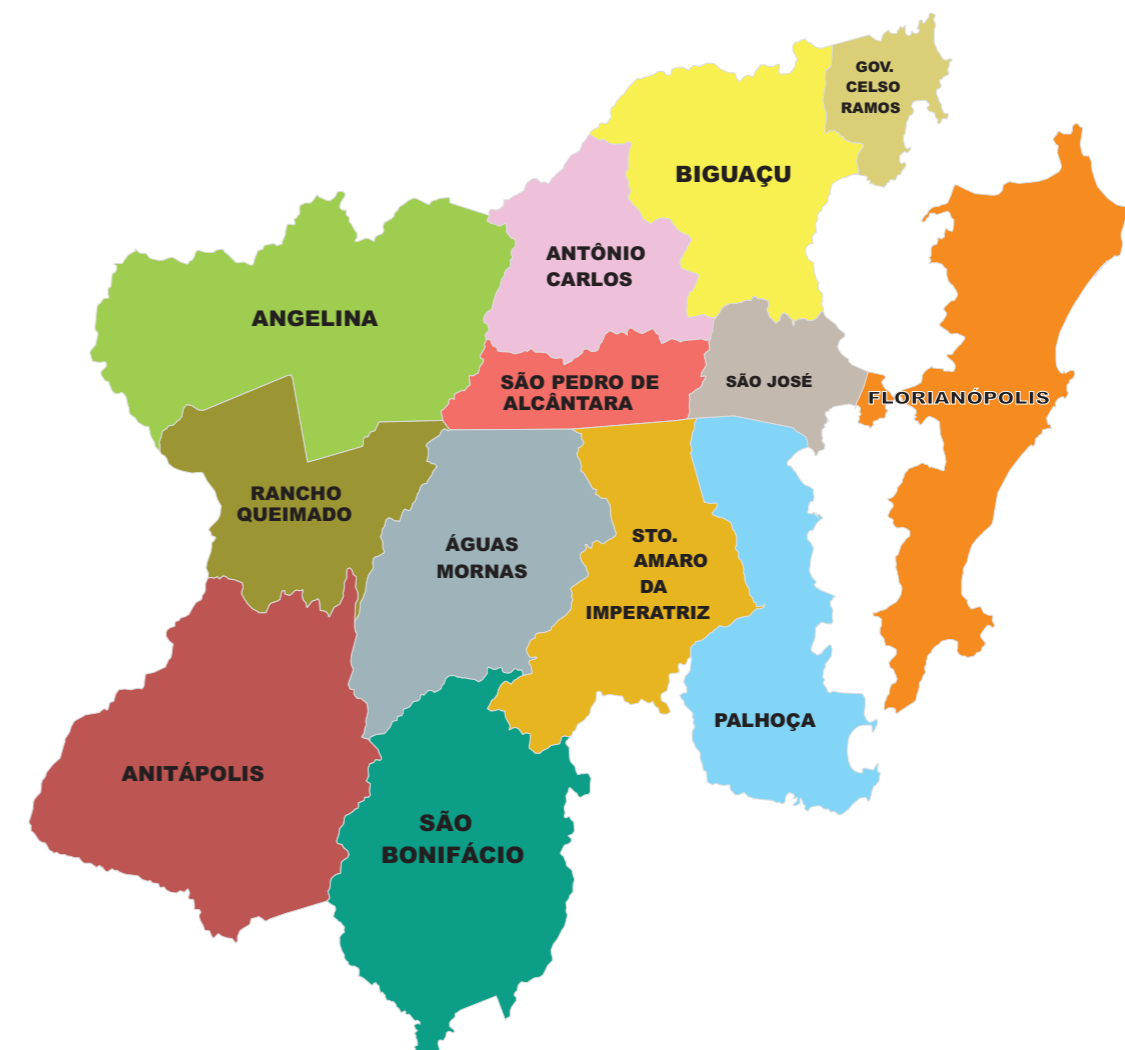 GOV.
CELSO
RAMOS
BIGUAÇU
ANTÔNIO
CARLOS
ANGELINA
SÃO PEDRO DE
ALCÂNTARA
SÃO JOSÉ
FLORIANÓPOLIS
RANCHO
QUEIMADO
ÁGUAS
MORNAS
STO.
AMARO
DA
IMPERATRIZ
PALHOÇA
ANITÁPOLIS
SÃO
BONIFÁCIO